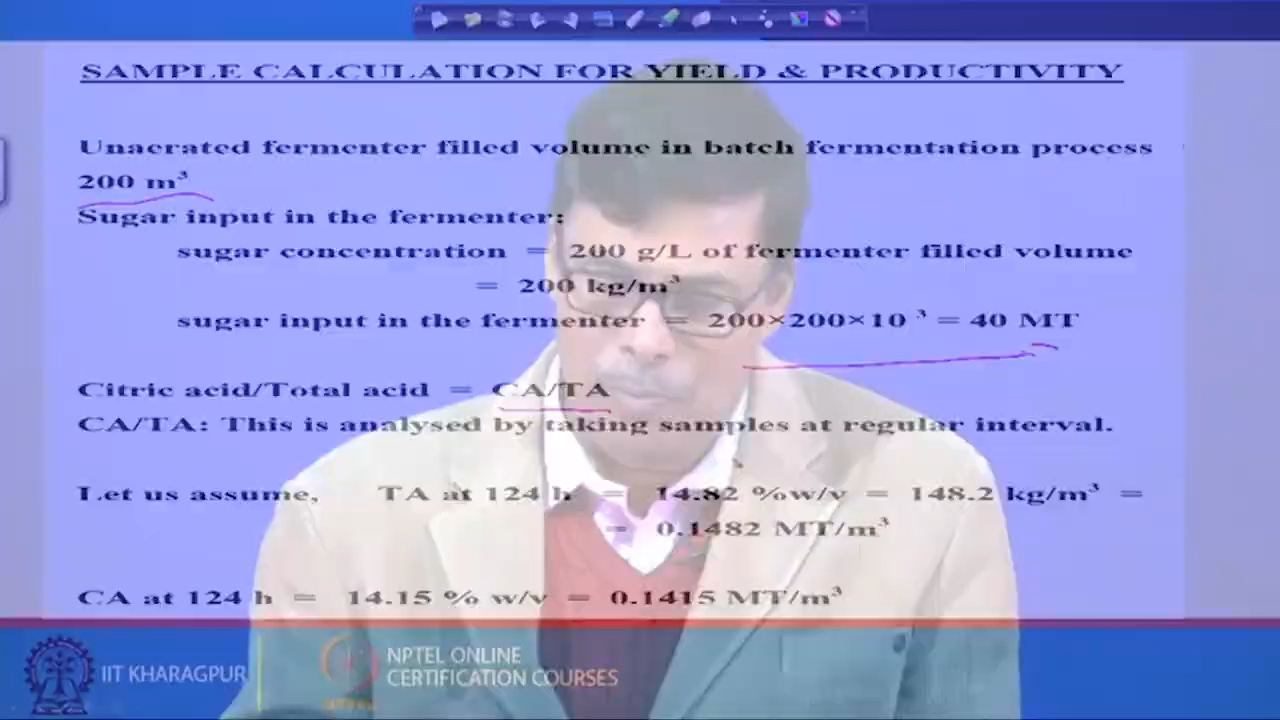 SAMPLE CALCULATION FOR YIELD & PRODUCTIVITY
Unaerated fermenter filled volume in batch fermentation process
200 m³
Sugar input in the fermenter:
sugar concentration = 200 g/L of fermenter filled volume
= 200 kg/m³
sugar input in the fermenter = 200×200×10⁻³ = 40 MT
Citric acid/Total acid = CA/TA
CA/TA: This is analysed by taking samples at regular interval.
Let us assume, TA at 124 h = 14.82 %w/v = 148.2 kg/m³ =
= 0.1482 MT/m³
CA at 124 h = 14.15 % w/v = 0.1415 MT/m³
IIT KHARAGPUR
NPTEL ONLINE
CERTIFICATION COURSES